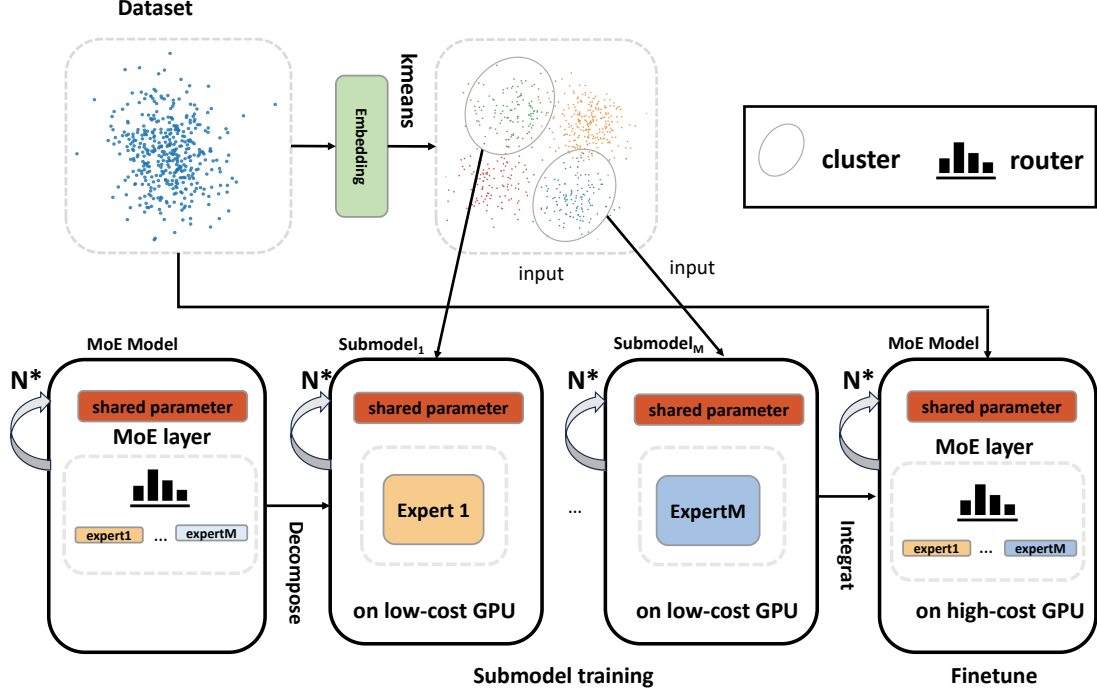 Dataset
Embedding
kmeans
cluster
router
input
input
MoE Model
N*
shared parameter
MoE layer
expert1
...
expertM
Decompose
Submodel1
N*
shared parameter
Expert 1
on low-cost GPU
...
SubmodelM
N*
shared parameter
ExpertM
on low-cost GPU
Integrat
MoE Model
N*
shared parameter
MoE layer
expert1
...
expertM
on high-cost GPU
Submodel training
Finetune